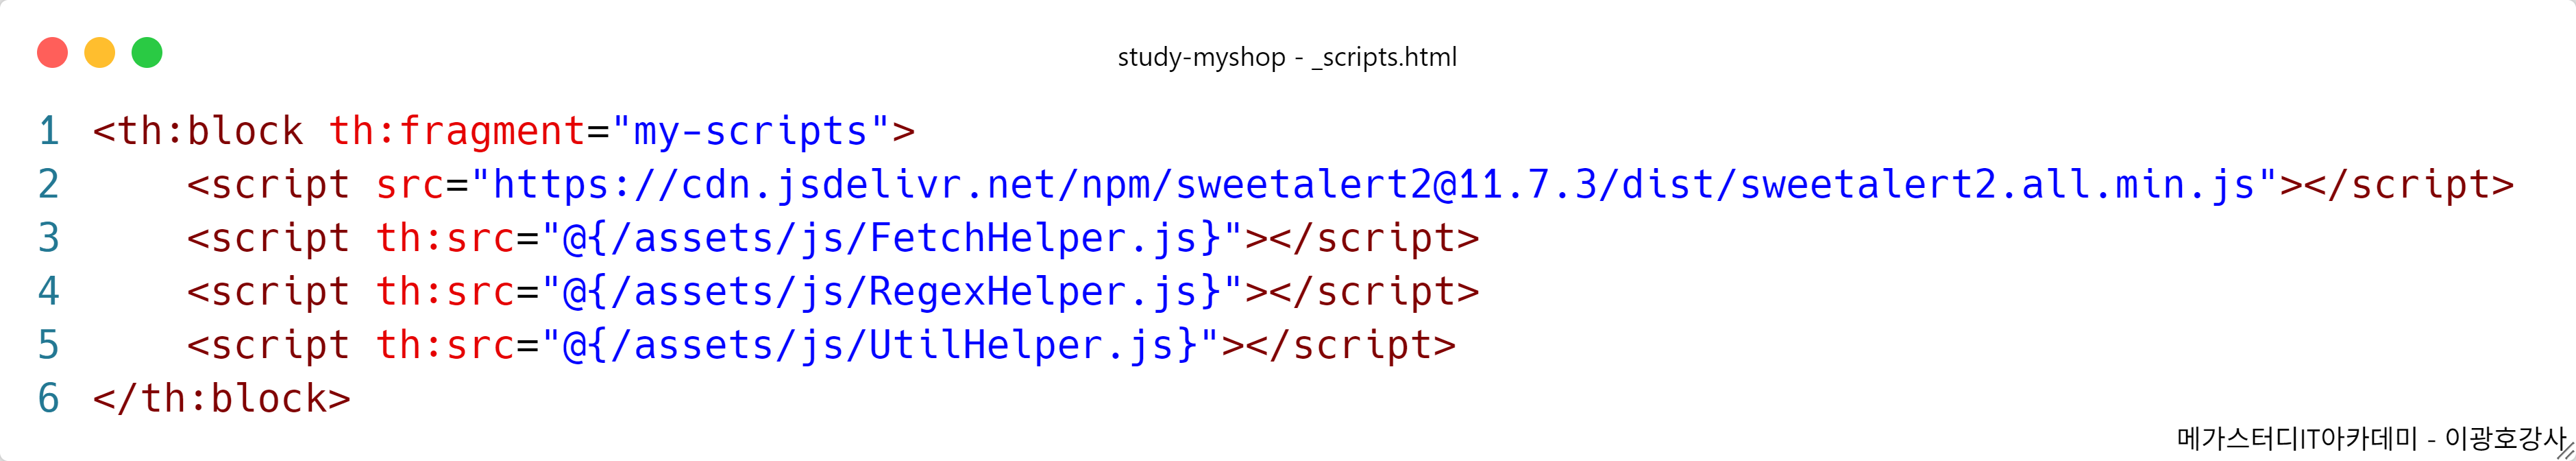 study-myshop - _scripts.html
1 <th:block th:fragment="my-scripts">
2     <script src="https://cdn.jsdelivr.net/npm/sweetalert2@11.7.3/dist/sweetalert2.all.min.js"></script>
3     <script th:src="@{/assets/js/FetchHelper.js}"></script>
4     <script th:src="@{/assets/js/RegexHelper.js}"></script>
5     <script th:src="@{/assets/js/UtilHelper.js}"></script>
6 </th:block>
메가스터디IT아카데미 - 이광호강사